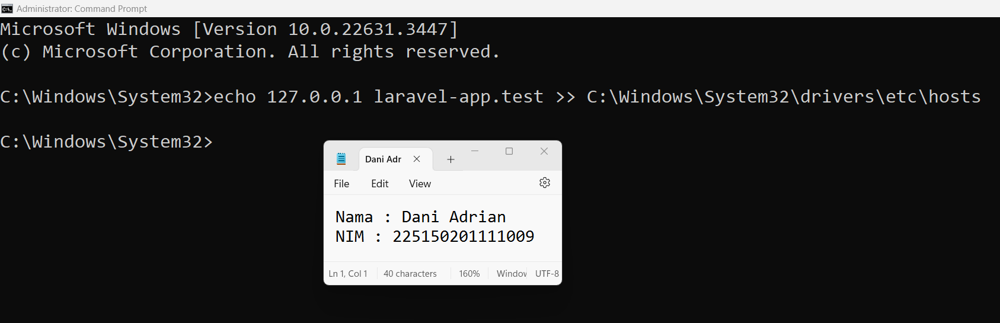 Administrator: Command Prompt
Microsoft Windows [Version 10.0.22631.3447]
(c) Microsoft Corporation. All rights reserved.
C:\Windows\System32>echo 127.0.0.1 laravel-app.test >> C:\Windows\System32\drivers\etc\hosts
C:\Windows\System32>
Dani Adr
File Edit View
Nama : Dani Adrian
NIM : 225150201111009
Ln 1, Col 1 40 characters 160% Window UTF-8